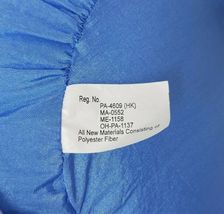 Reg. No
PA-4609 (HK)
MA-0552
ME-1158
OH-PA-1137
All New Materials Consisting of
Polyester Fiber